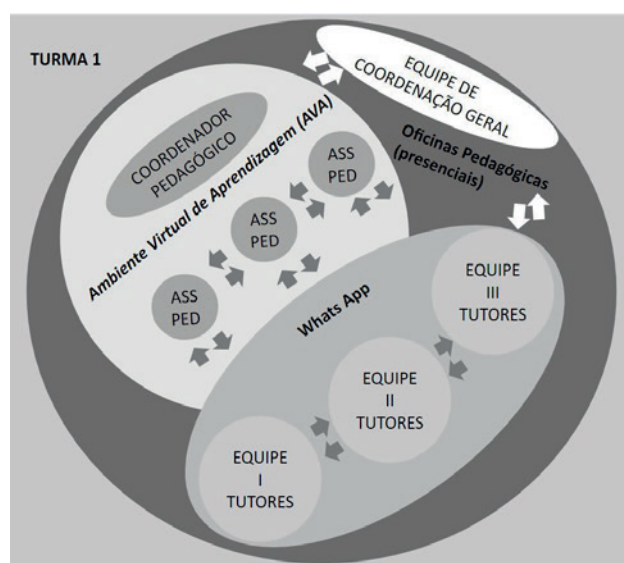 TURMA 1
EQUIPE DE
COORDENAÇÃO GERAL
Oficinas Pedagógicas
(presenciais)
COORDENADOR
PEDAGÓGICO
Ambiente Virtual de Aprendizagem (AVA)
ASS
PED
ASS
PED
ASS
PED
Whats App
EQUIPE
III
TUTORES
EQUIPE
II
TUTORES
EQUIPE
I
TUTORES